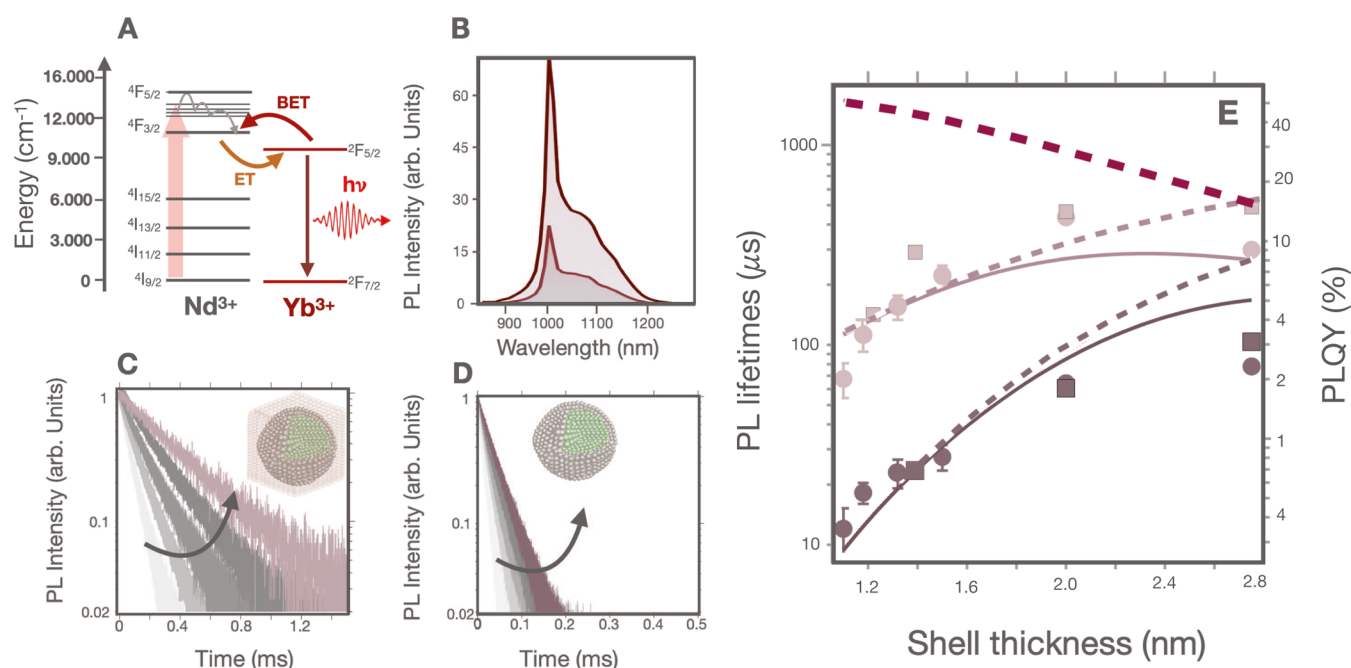 A
Energy (cm⁻¹)
16.000
12.000
9.000
6.000
3.000
0
⁴F5/2
⁴F3/2
⁴I15/2
⁴I13/2
⁴I11/2
⁴I9/2
BET
ET
²F5/2
hν
²F7/2
Nd³⁺
Yb³⁺
B
PL Intensity (arb. Units)
60
45
30
15
0
900 1000 1100 1200
Wavelength (nm)
C
PL Intensity (arb. Units)
1
0.1
0.02
0 0.4 0.8 1.2
Time (ms)
D
PL Intensity (arb. Units)
1
0.1
0.02
0 0.1 0.2 0.3 0.4 0.5
Time (ms)
E
PL lifetimes (μs)
1000
100
10
PLQY (%)
40
20
10
8
6
4
2
1
8
6
4
1.2 1.6 2.0 2.4 2.8
Shell thickness (nm)